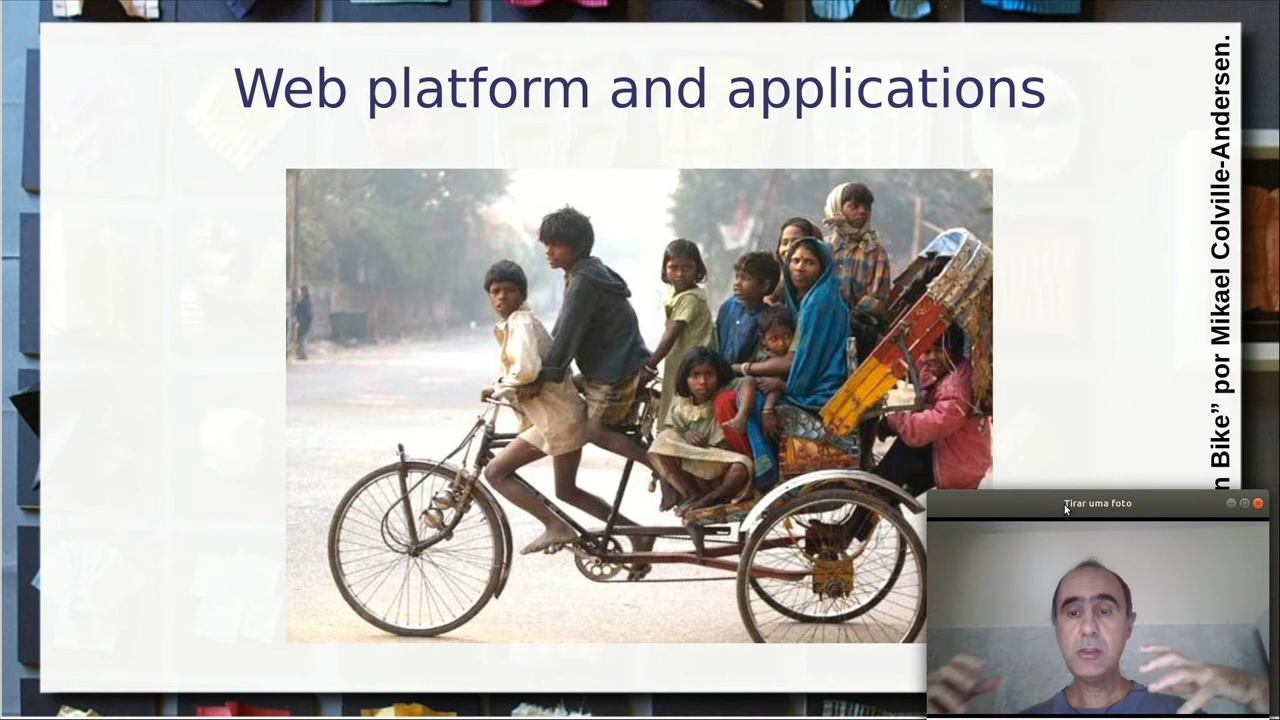 Web platform and applications
Bike” por Mikael Colville-Andersen.
Tirar uma foto